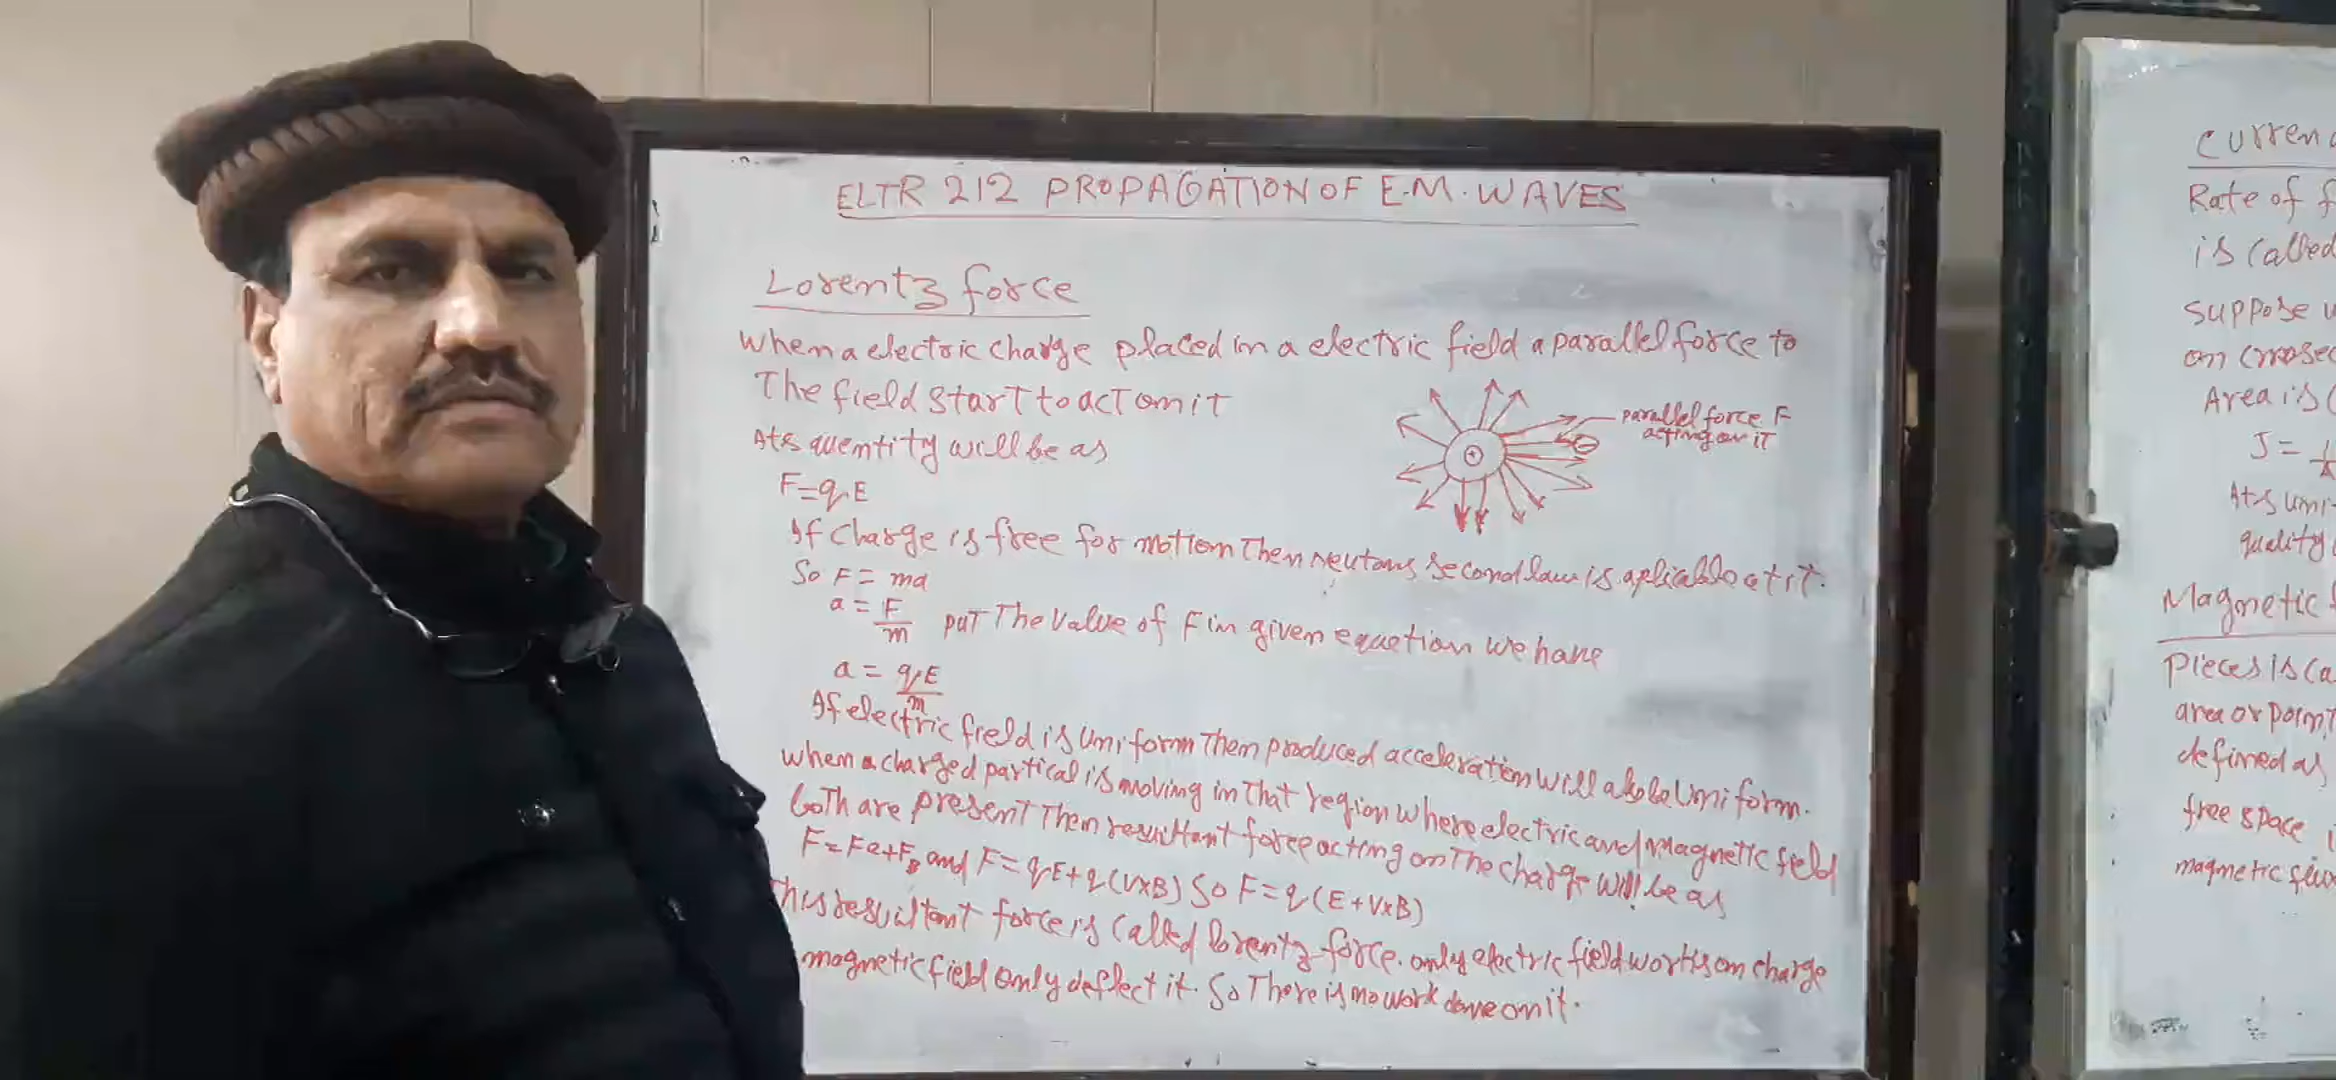 ELTR 212 PROPAGATION OF E.M. WAVES
Lorentz force
When a electric charge placed in a electric field a parallel force to
The field start to act on it
Its quentity will be as
F=q.E
parallel force F
acting on it
If Charge is free for motion Then Neutons second law is apliable at it.
So F = ma
a = F/m put The Value of F in given equetion we have
a = q.E/m
If electric field is uniform Then produced acceleration will also be Uniform.
When a charged partical is moving in That region where electric and Magnetic field
both are present Then resultant force acting on The charge will be as
F = Fe+FB and F = qE+q(VxB) So F = q(E+VxB)
This resultant force is Called lorentz force. only electric field works on charge
magnetic field only deflect it. So There is no work done on it.
Curren
Rate of f
is Called
suppose
on
Area is
J =
Its uni
quality
Magnetic
Pieces is ca
area or point
defined as
free space i
magnetic flux